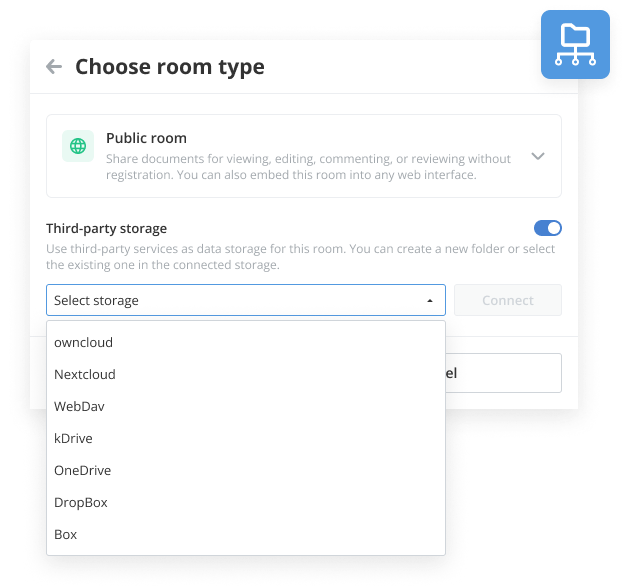 Choose room type
Public room
Share documents for viewing, editing, commenting, or reviewing without
registration. You can also embed this room into any web interface.
Third-party storage
Use third-party services as data storage for this room. You can create a new folder or select
the existing one in the connected storage.
Select storage
Connect
owncloud
el
Nextcloud
WebDav
kDrive
OneDrive
DropBox
Box